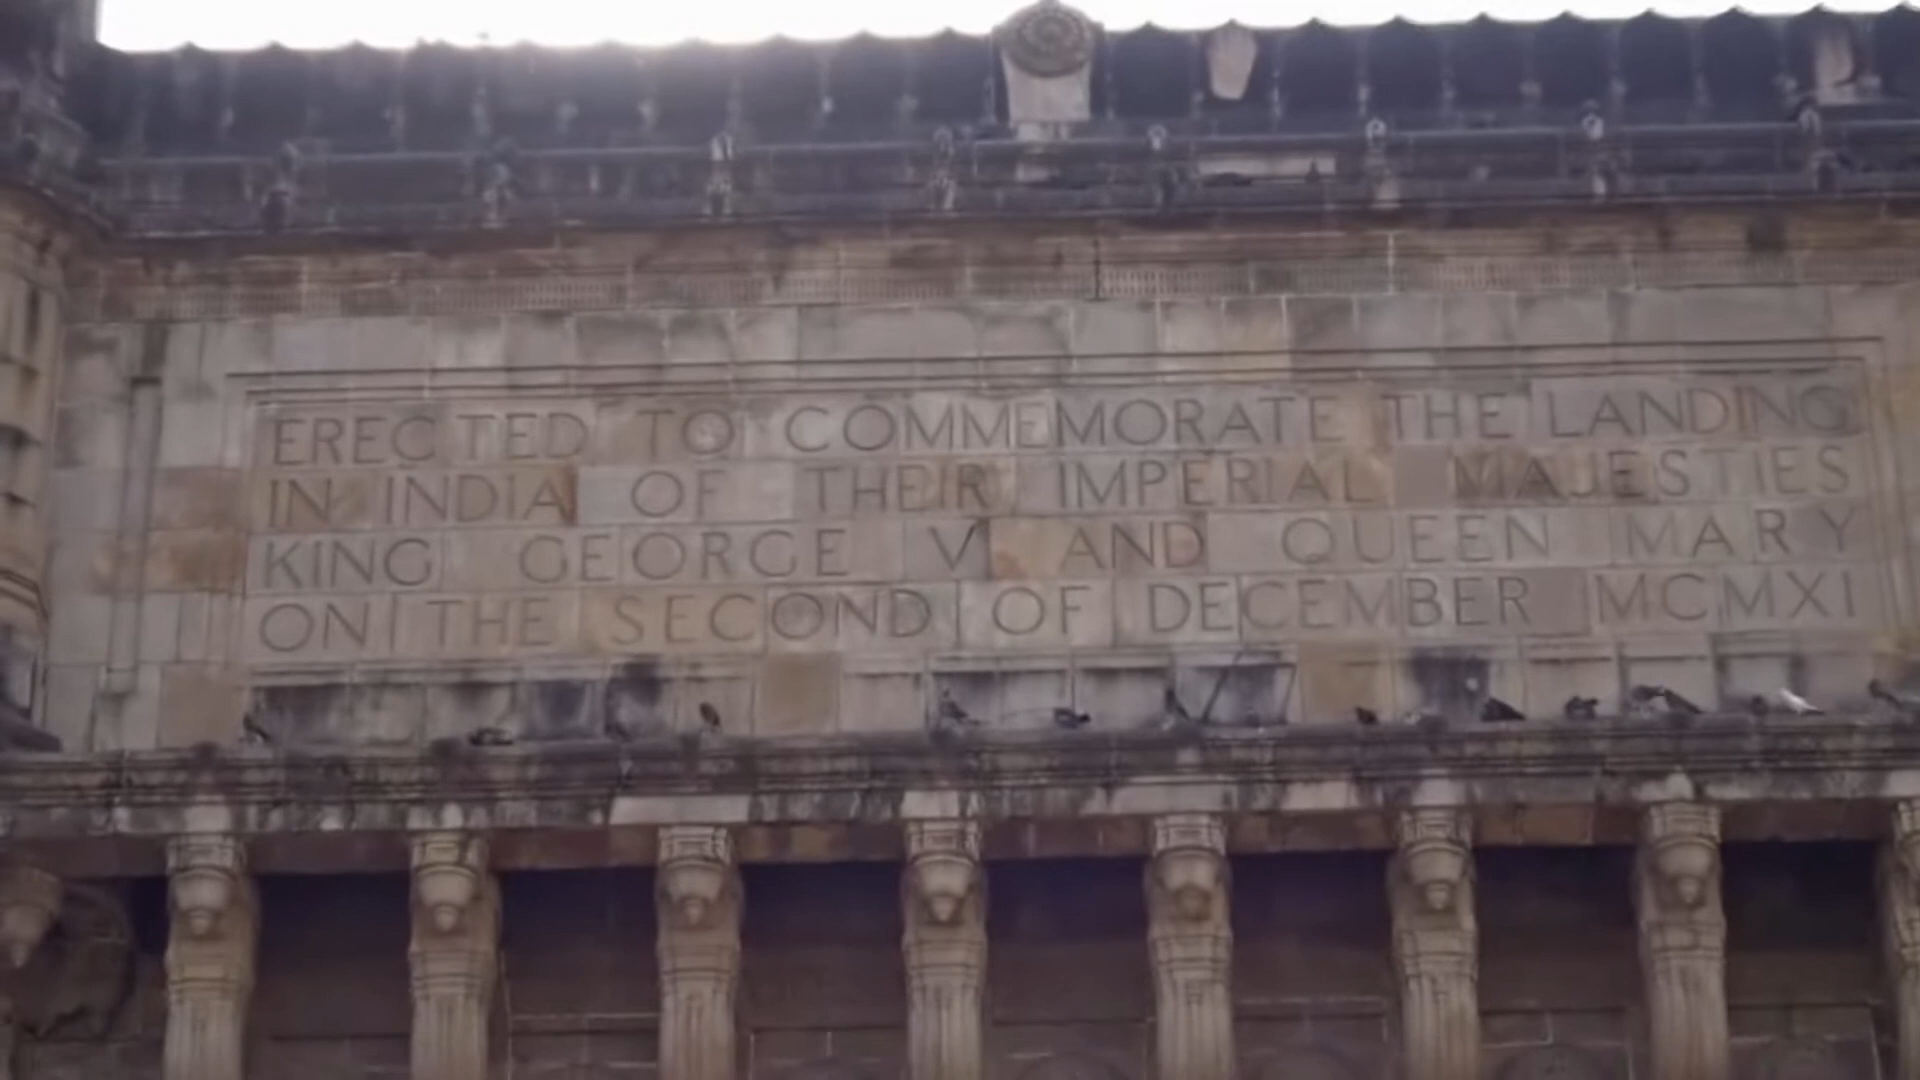 ERECTED TO COMMEMORATE THE LANDING
IN INDIA OF THEIR IMPERIAL MAJESTIES
KING GEORGE V AND QUEEN MARY
ON THE SECOND OF DECEMBER MCMXI